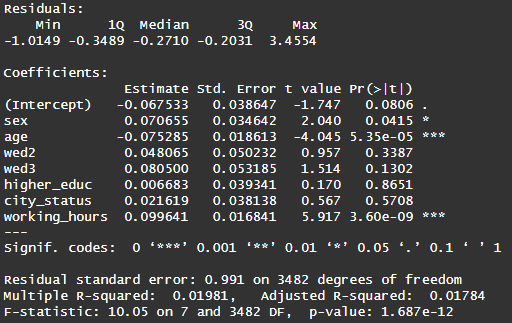 Residuals:
    Min      1Q  Median      3Q     Max
-1.0149 -0.3489 -0.2710 -0.2031  3.4554
Coefficients:
               Estimate Std. Error t value Pr(>|t|)
(Intercept)   -0.067533   0.038647  -1.747   0.0806 .
sex            0.070655   0.034642   2.040   0.0415 *
age           -0.075285   0.018613  -4.045 5.35e-05 ***
wed2           0.048065   0.050232   0.957   0.3387
wed3           0.080500   0.053185   1.514   0.1302
higher_educ    0.006683   0.039341   0.170   0.8651
city_status    0.021619   0.038138   0.567   0.5708
working_hours  0.099641   0.016841   5.917 3.60e-09 ***
---
Signif. codes:  0 ‘***’ 0.001 ‘**’ 0.01 ‘*’ 0.05 ‘.’ 0.1 ‘ ’ 1
Residual standard error: 0.991 on 3482 degrees of freedom
Multiple R-squared:  0.01981,	Adjusted R-squared:  0.01784
F-statistic: 10.05 on 7 and 3482 DF,  p-value: 1.687e-12